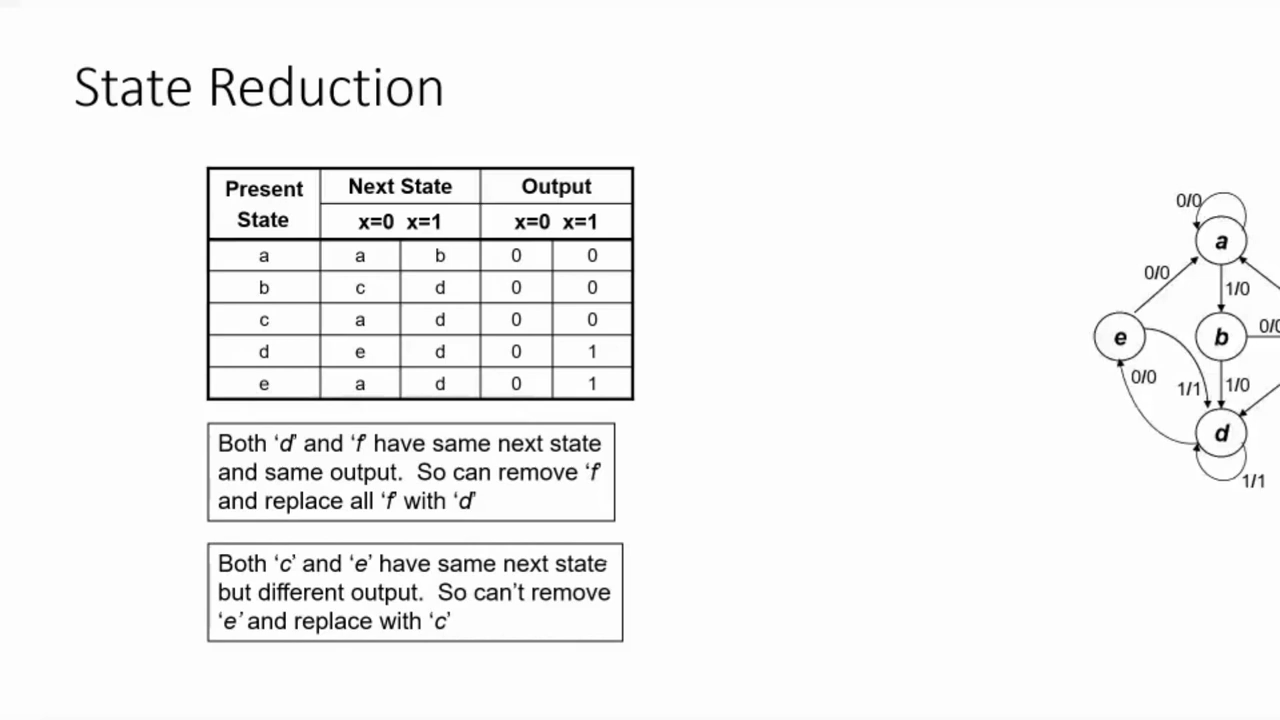 State Reduction
Present State Next State Output
x=0 x=1 x=0 x=1
a a b 0 0
b c d 0 0
c a d 0 0
d e d 0 1
e a d 0 1
Both ‘d’ and ‘f’ have same next state
and same output. So can remove ‘f’
and replace all ‘f’ with ‘d’
Both ‘c’ and ‘e’ have same next state
but different output. So can’t remove
‘e’ and replace with ‘c’
0/0
a
0/0
1/0
e
b
0/0
0/0
1/1
1/0
d
1/1